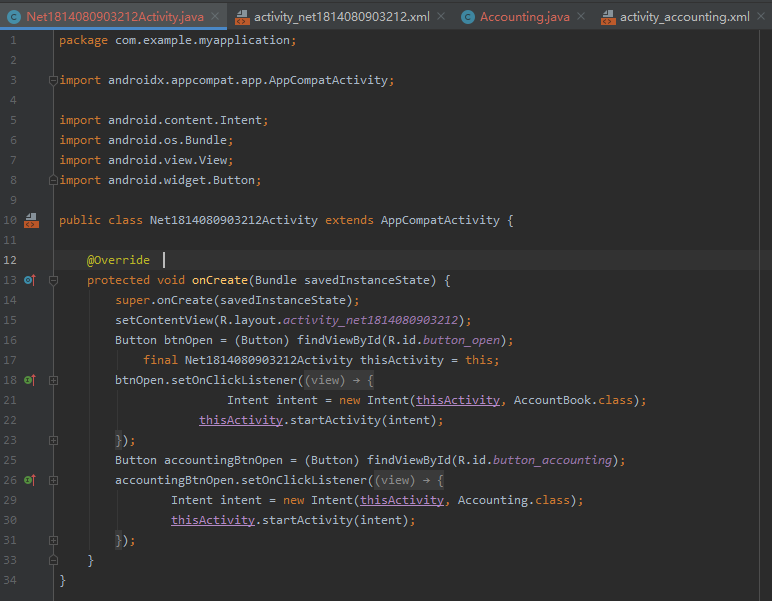 Net1814080903212Activity.java activity_net1814080903212.xml Accounting.java activity_accounting.xml
1 package com.example.myapplication;
2
3 import androidx.appcompat.app.AppCompatActivity;
4
5 import android.content.Intent;
6 import android.os.Bundle;
7 import android.view.View;
8 import android.widget.Button;
9
10 public class Net1814080903212Activity extends AppCompatActivity {
11
12 @Override
13 protected void onCreate(Bundle savedInstanceState) {
14 super.onCreate(savedInstanceState);
15 setContentView(R.layout.activity_net1814080903212);
16 Button btnOpen = (Button) findViewById(R.id.button_open);
17 final Net1814080903212Activity thisActivity = this;
18 btnOpen.setOnClickListener((view) → {
21 Intent intent = new Intent(thisActivity, AccountBook.class);
22 thisActivity.startActivity(intent);
23 });
25 Button accountingBtnOpen = (Button) findViewById(R.id.button_accounting);
26 accountingBtnOpen.setOnClickListener((view) → {
29 Intent intent = new Intent(thisActivity, Accounting.class);
30 thisActivity.startActivity(intent);
31 });
33 }
34 }